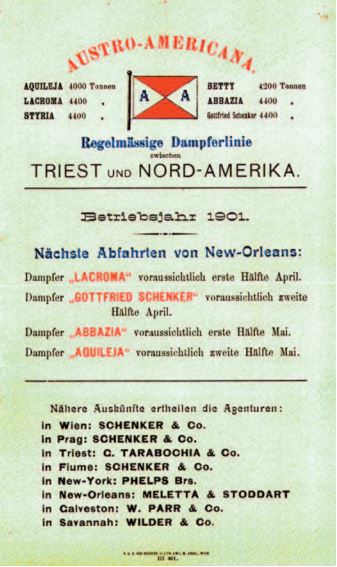 AUSTRO-AMERICANA.
AQUILEJA 4000 Tonnen
LACROMA 4400 „
STYRIA 4400 „
A A
BETTY 4200 Tonnen
ABBAZIA 4400 „
Gottfried Schenker 4400 „
Regelmässige Dampferlinie
zwischen
TRIEST UND NORD-AMERIKA.
Betriebsjahr 1901.
Nächste Abfahrten von New-Orleans:
Dampfer „LACROMA“ voraussichtlich erste Hälfte April.
Dampfer „GOTTFRIED SCHENKER“ voraussichtlich zweite
Hälfte April.
Dampfer „ABBAZIA“ voraussichtlich erste Hälfte Mai.
Dampfer „AQUILEJA“ voraussichtlich zweite Hälfte Mai.
Nähere Auskünfte ertheilen die Agenturen:
in Wien: SCHENKER & Co.
in Prag: SCHENKER & Co.
in Triest: G. TARABOCHIA & Co.
in Fiume: SCHENKER & Co.
in New-York: PHELPS Brs.
in New-Orleans: MELETTA & STODDART
in Galveston: W. PARR & Co.
in Savannah: WILDER & Co.